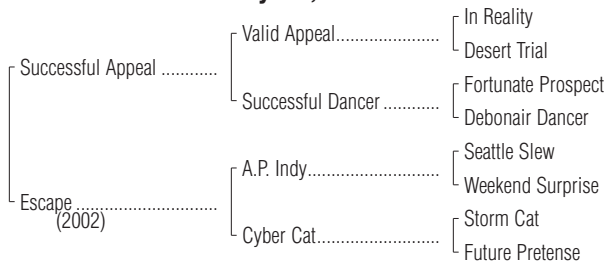 In Reality
Valid Appeal....................
Desert Trial
Successful Appeal ............
Fortunate Prospect
Successful Dancer ............
Debonair Dancer
Seattle Slew
A.P. Indy............................
Weekend Surprise
Escape ..............................
(2002)
Storm Cat
Cyber Cat..........................
Future Pretense